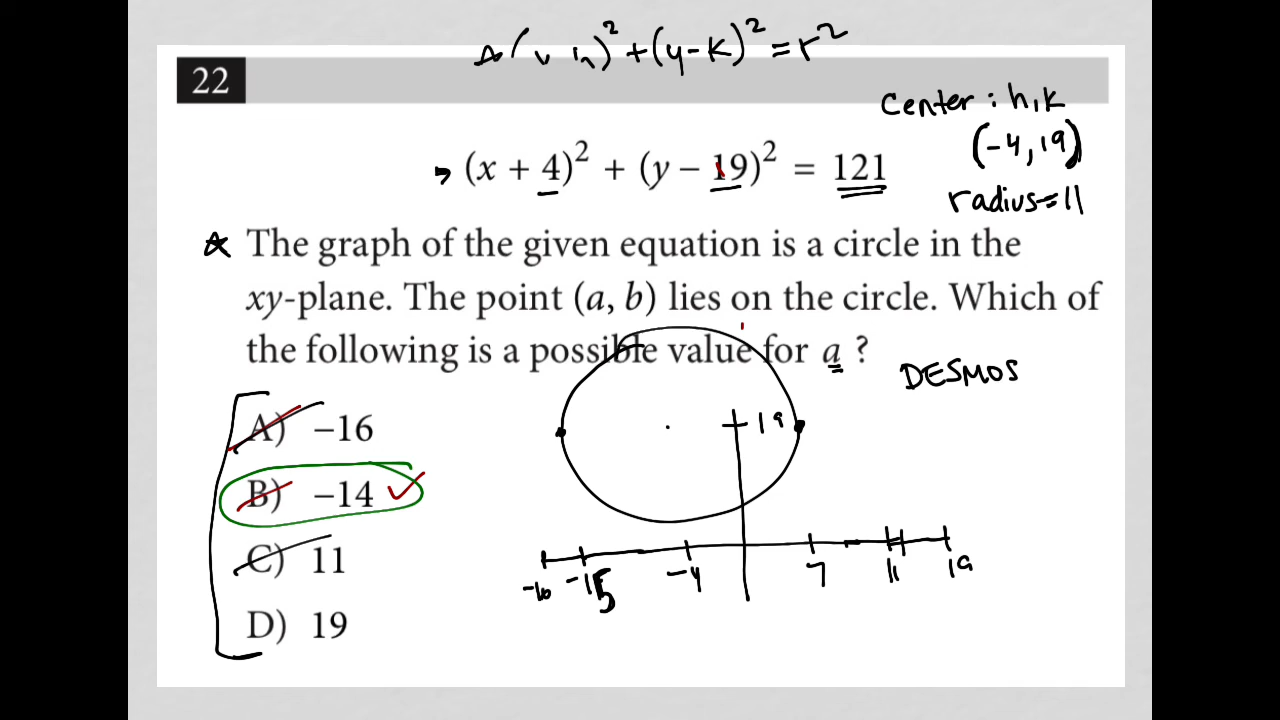 ( )² + (y-k)² = r²
22
Center: h,k
(x + 4)² + (y − 19)² = 121
(-4, 19)
radius=11
The graph of the given equation is a circle in the
xy-plane. The point (a, b) lies on the circle. Which of
the following is a possible value for a ?
DESMOS
A) −16
19
B) −14
C) 11
-16 -15 -4 7 11 19
D) 19